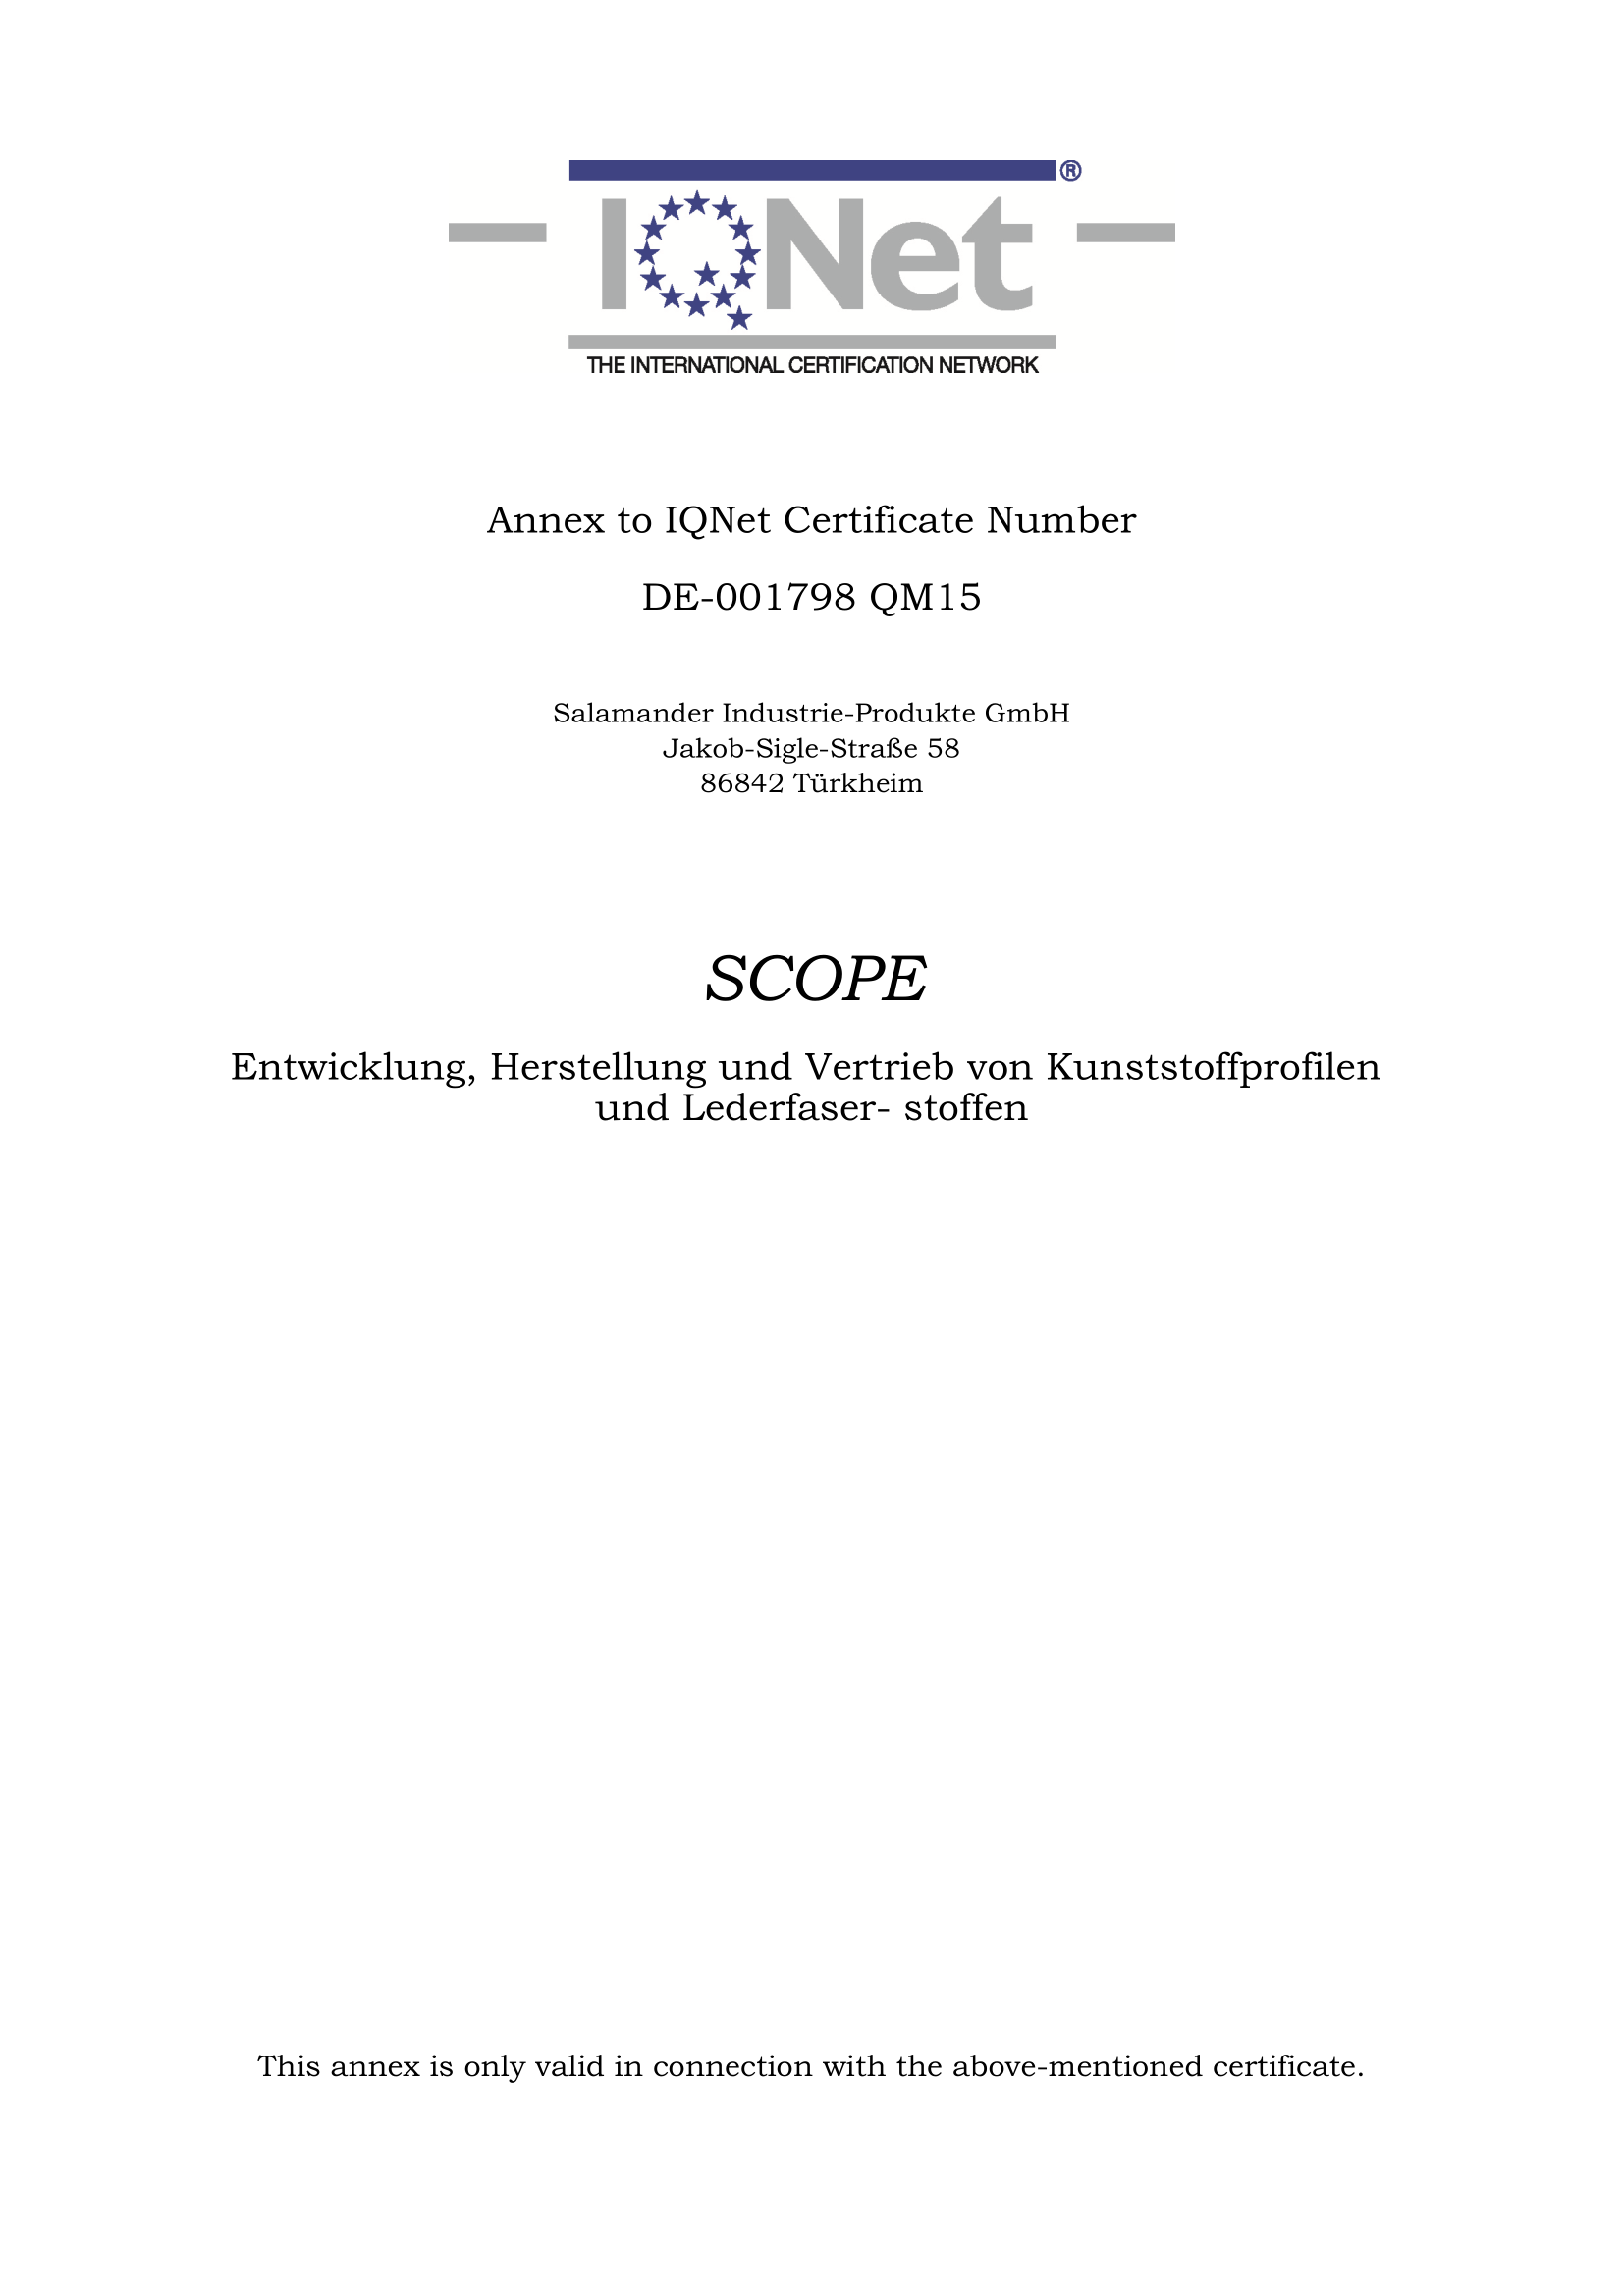 IQNet®
THE INTERNATIONAL CERTIFICATION NETWORK
Annex to IQNet Certificate Number
DE-001798 QM15
Salamander Industrie-Produkte GmbH
Jakob-Sigle-Straße 58
86842 Türkheim
SCOPE
Entwicklung, Herstellung und Vertrieb von Kunststoffprofilen
und Lederfaser- stoffen
This annex is only valid in connection with the above-mentioned certificate.